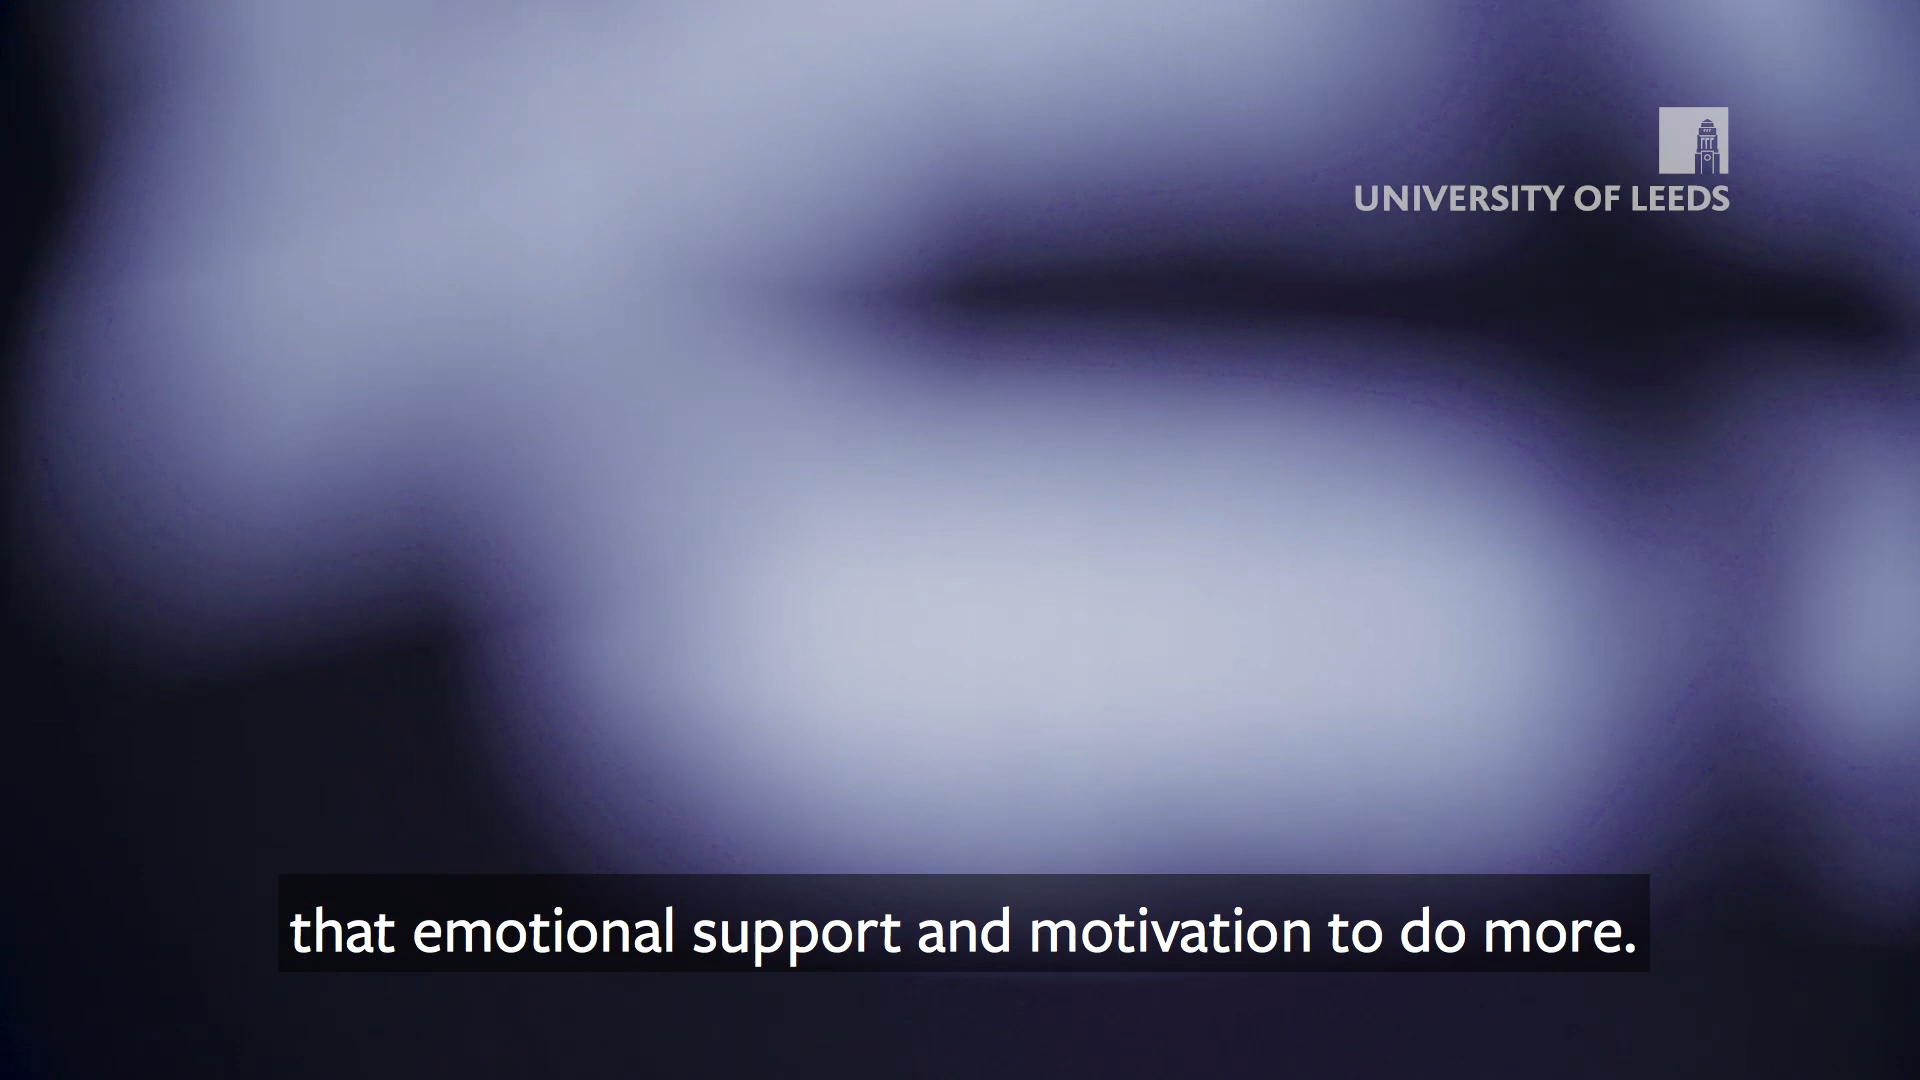 UNIVERSITY OF LEEDS
that emotional support and motivation to do more.